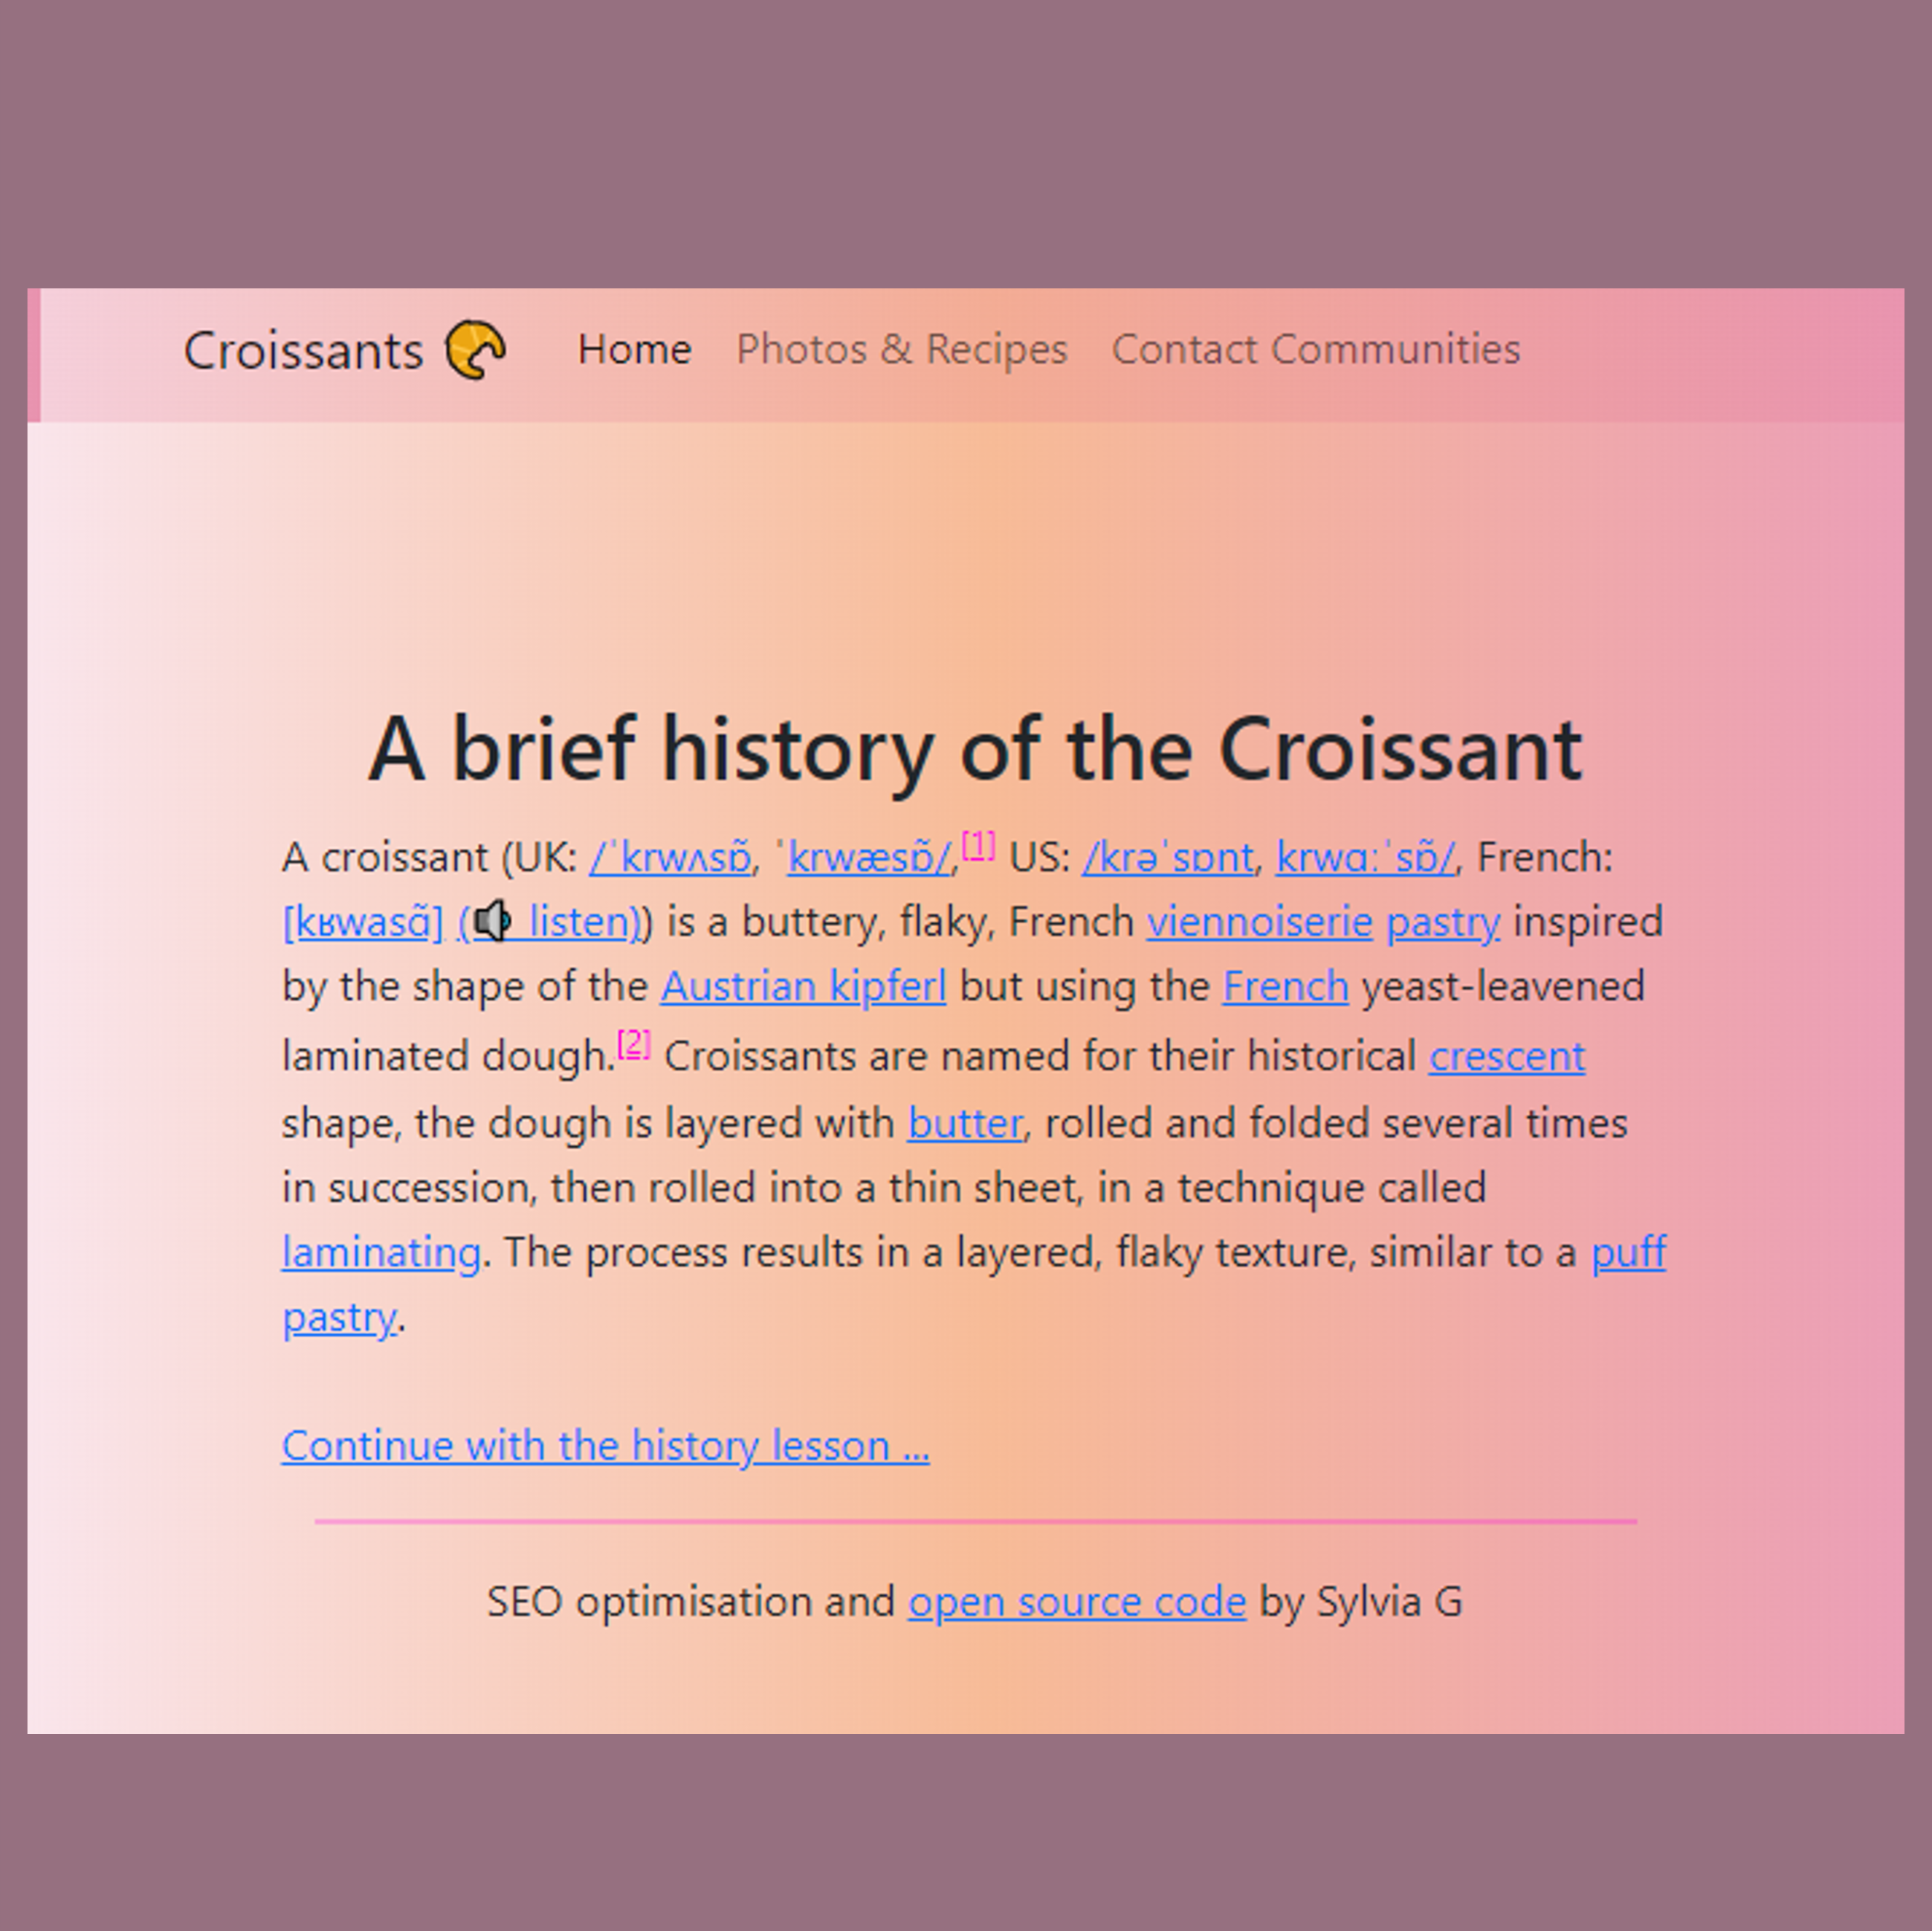 Croissants Home Photos & Recipes Contact Communities
A brief history of the Croissant
A croissant (UK: /ˈkrwʌsɒ̃, ˈkrwæsɒ̃/,[1] US: /krəˈsɒnt, krwɑːˈsɒ̃/, French:
[kʁwasɑ̃] ( listen)) is a buttery, flaky, French viennoiserie pastry inspired
by the shape of the Austrian kipferl but using the French yeast-leavened
laminated dough.[2] Croissants are named for their historical crescent
shape, the dough is layered with butter, rolled and folded several times
in succession, then rolled into a thin sheet, in a technique called
laminating. The process results in a layered, flaky texture, similar to a puff
pastry.
Continue with the history lesson ...
SEO optimisation and open source code by Sylvia G